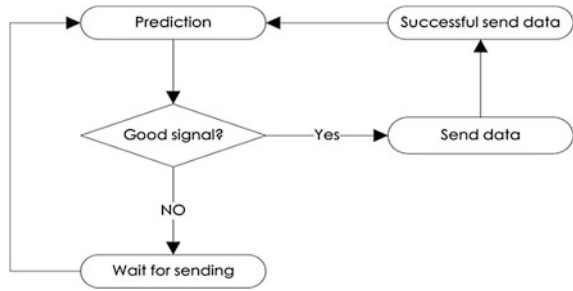 Prediction
Successful send data
Good signal?
Yes
Send data
NO
Wait for sending